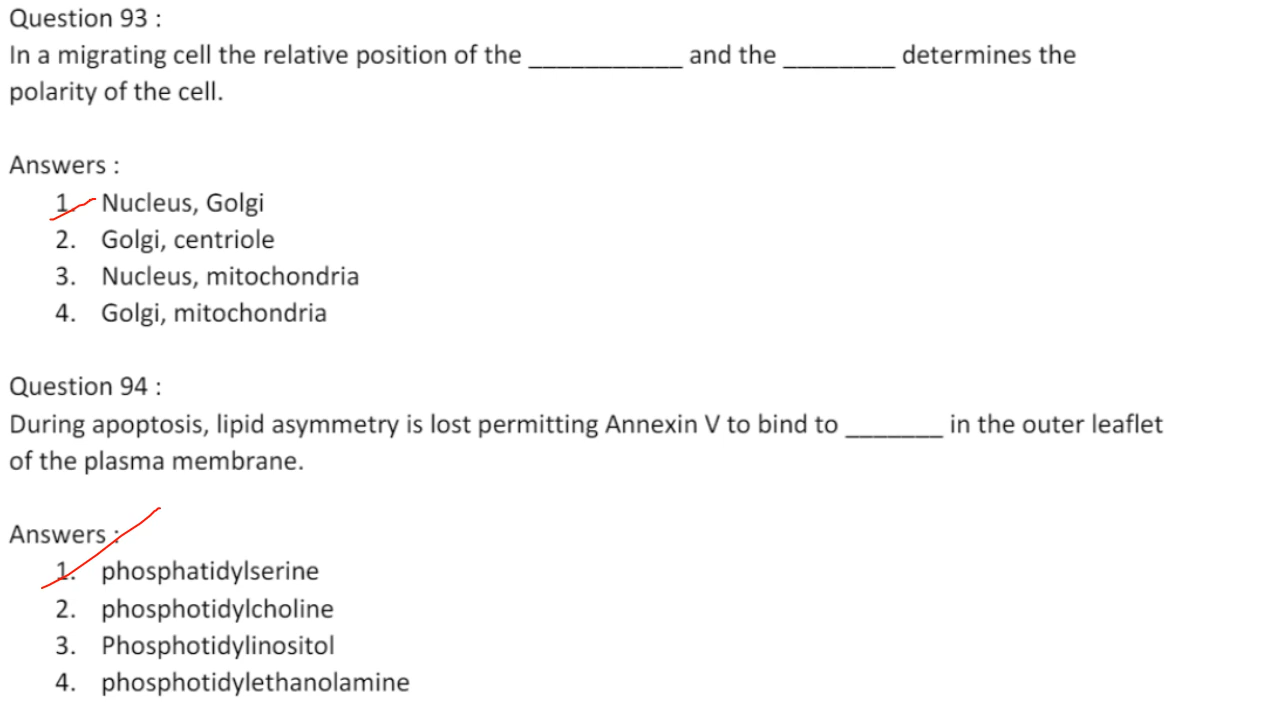 Question 93 :
In a migrating cell the relative position of the ___________ and the ________ determines the
polarity of the cell.
Answers :
1. Nucleus, Golgi
2. Golgi, centriole
3. Nucleus, mitochondria
4. Golgi, mitochondria
Question 94 :
During apoptosis, lipid asymmetry is lost permitting Annexin V to bind to _______ in the outer leaflet
of the plasma membrane.
Answers :
1. phosphatidylserine
2. phosphotidylcholine
3. Phosphotidylinositol
4. phosphotidylethanolamine